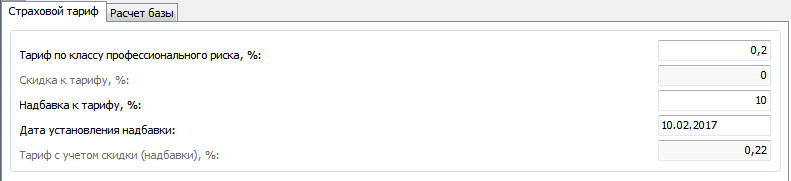 Страховой тариф Расчет базы
Тариф по классу профессионального риска, %: 0,2
Скидка к тарифу, %: 0
Надбавка к тарифу, %: 10
Дата установления надбавки: 10.02.2017
Тариф с учетом скидки (надбавки), %: 0,22